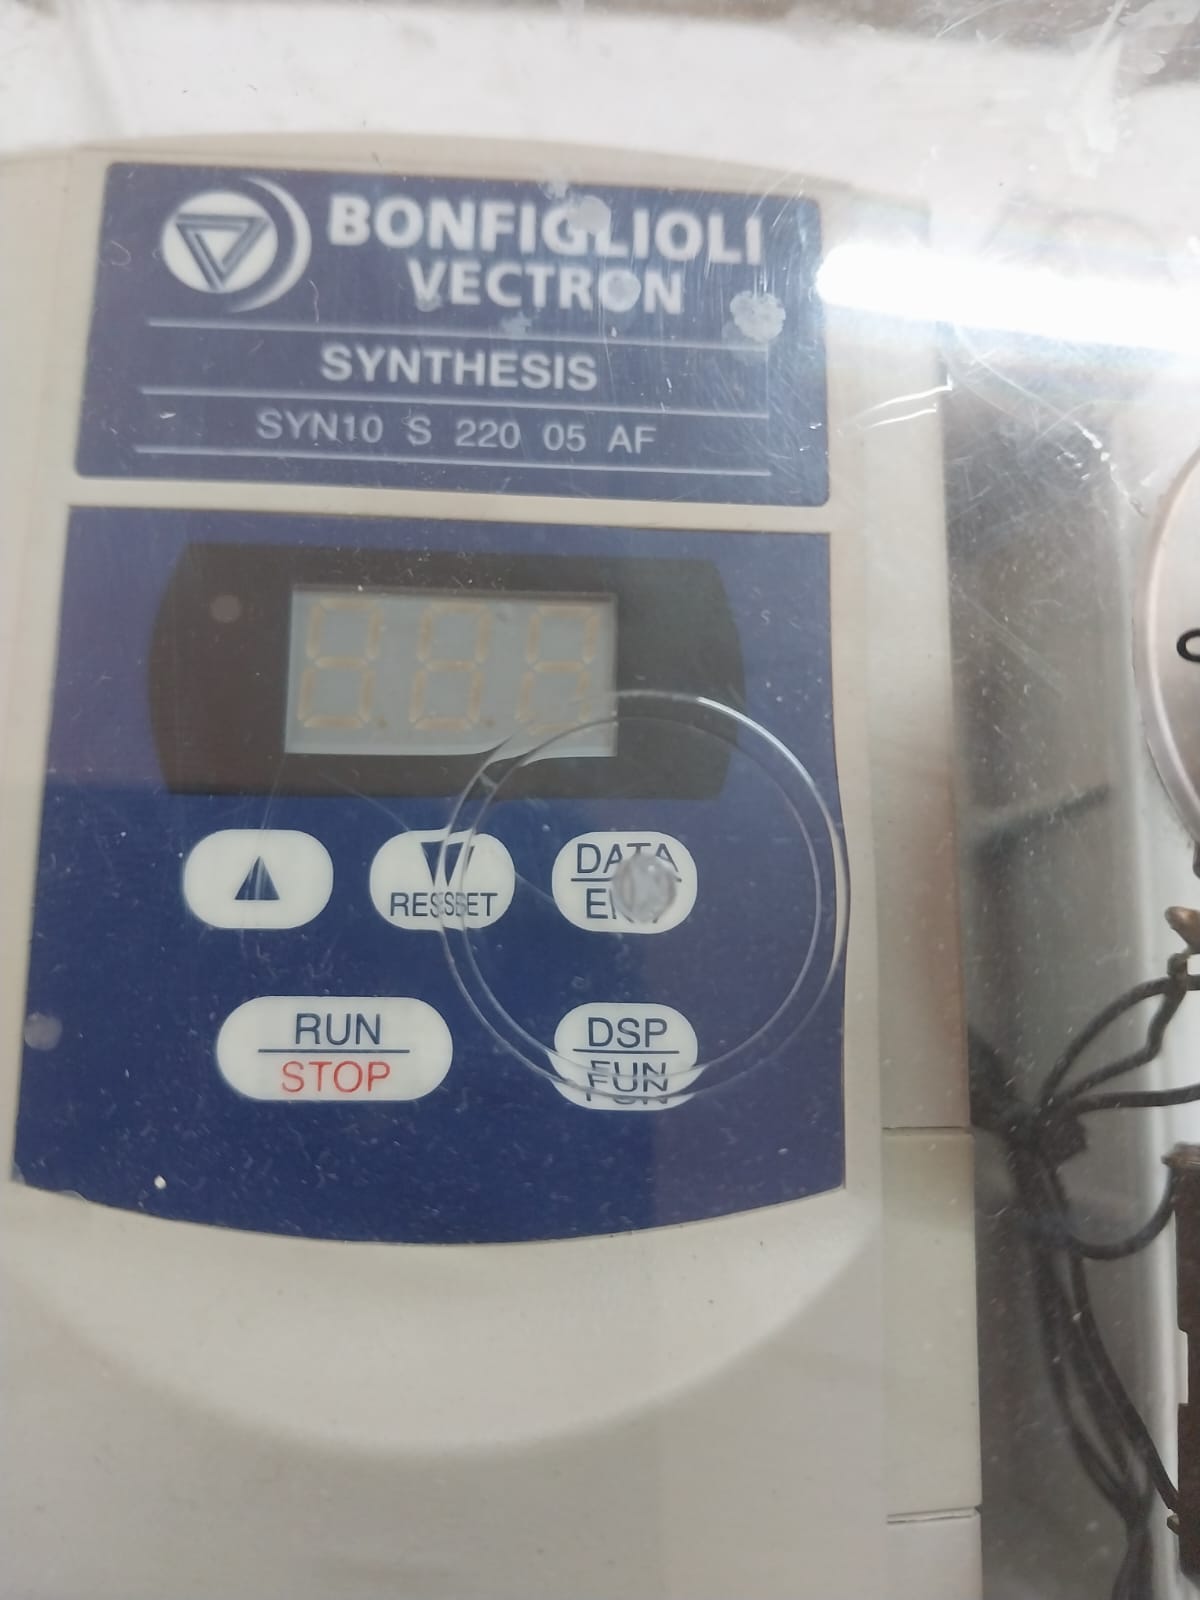 BONFIGLIOLI
VECTRON
SYNTHESIS
SYN10 S 220 05 AF
RESET
DATA
RUN
STOP
DSP
FUN